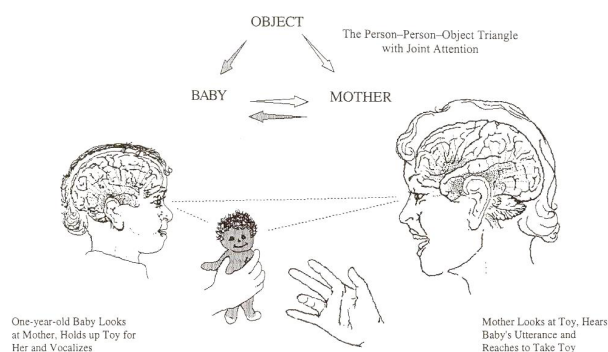 OBJECT
The Person–Person–Object Triangle
with Joint Attention
BABY
MOTHER
One-year-old Baby Looks
at Mother, Holds up Toy for
Her and Vocalizes
Mother Looks at Toy, Hears
Baby's Utterance and
Reaches to Take Toy